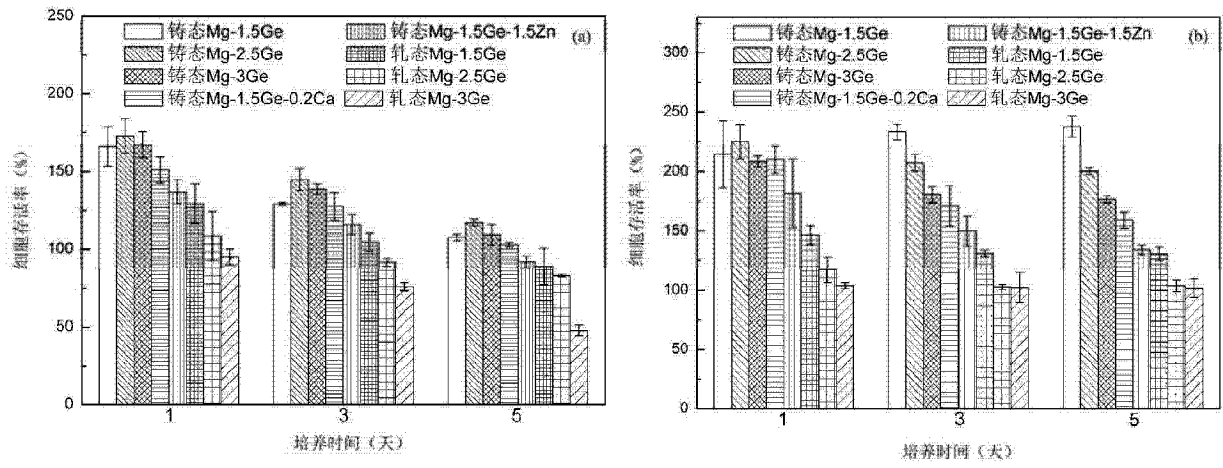 250
200
150
100
50
0
细胞存活率 (%)
铸态Mg-1.5Ge
铸态Mg-2.5Ge
铸态Mg-3Ge
铸态Mg-1.5Ge-0.2Ca
铸态Mg-1.5Ge-1.5Zn
轧态Mg-1.5Ge
轧态Mg-2.5Ge
轧态Mg-3Ge
(a)
1 3 5
培养时间（天）
300
250
200
150
100
50
0
细胞存活率 (%)
铸态Mg-1.5Ge
铸态Mg-2.5Ge
铸态Mg-3Ge
铸态Mg-1.5Ge-0.2Ca
铸态Mg-1.5Ge-1.5Zn
轧态Mg-1.5Ge
轧态Mg-2.5Ge
轧态Mg-3Ge
(b)
1 3 5
培养时间（天）